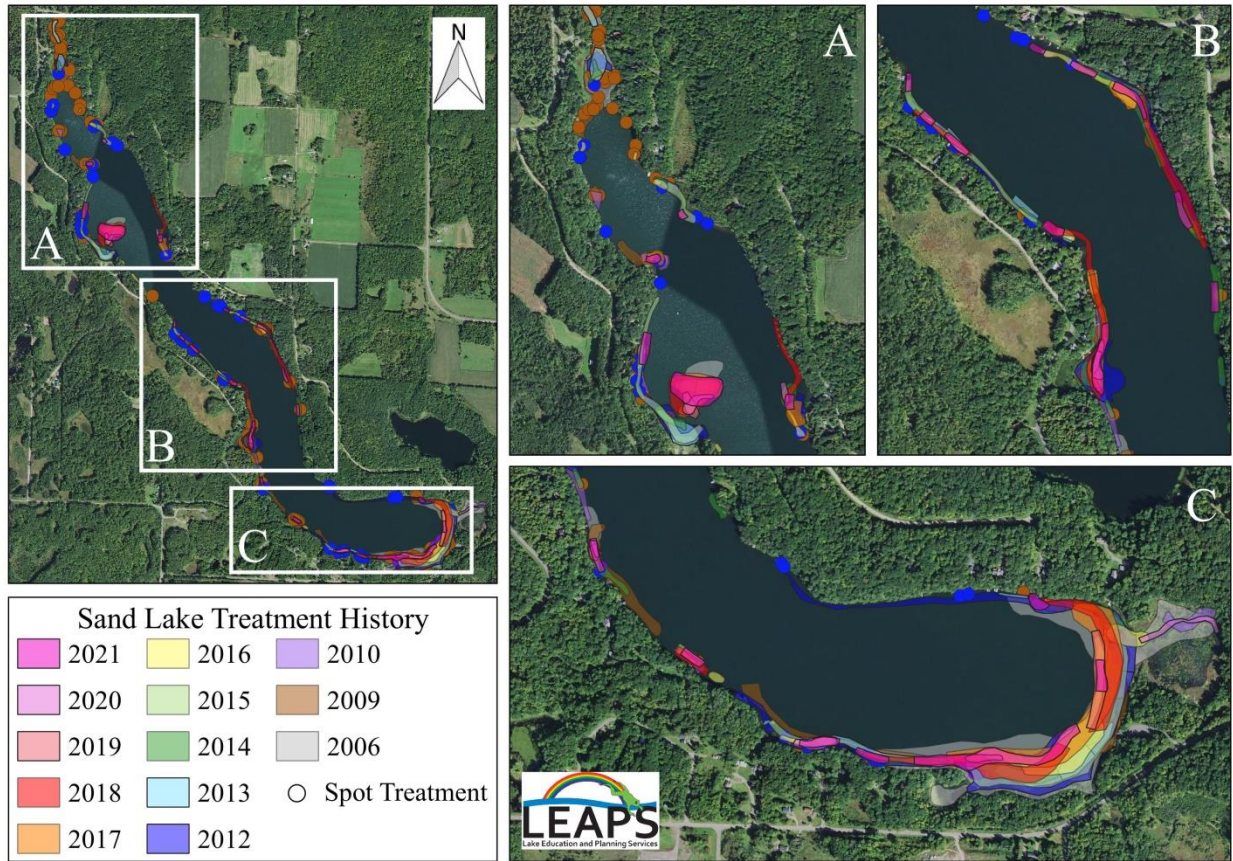 N
A
B
C
A
B
C
Sand Lake Treatment History
2021 2016 2010
2020 2015 2009
2019 2014 2006
2018 2013 Spot Treatment
2017 2012
LEAPS
Lake Education and Planning Services